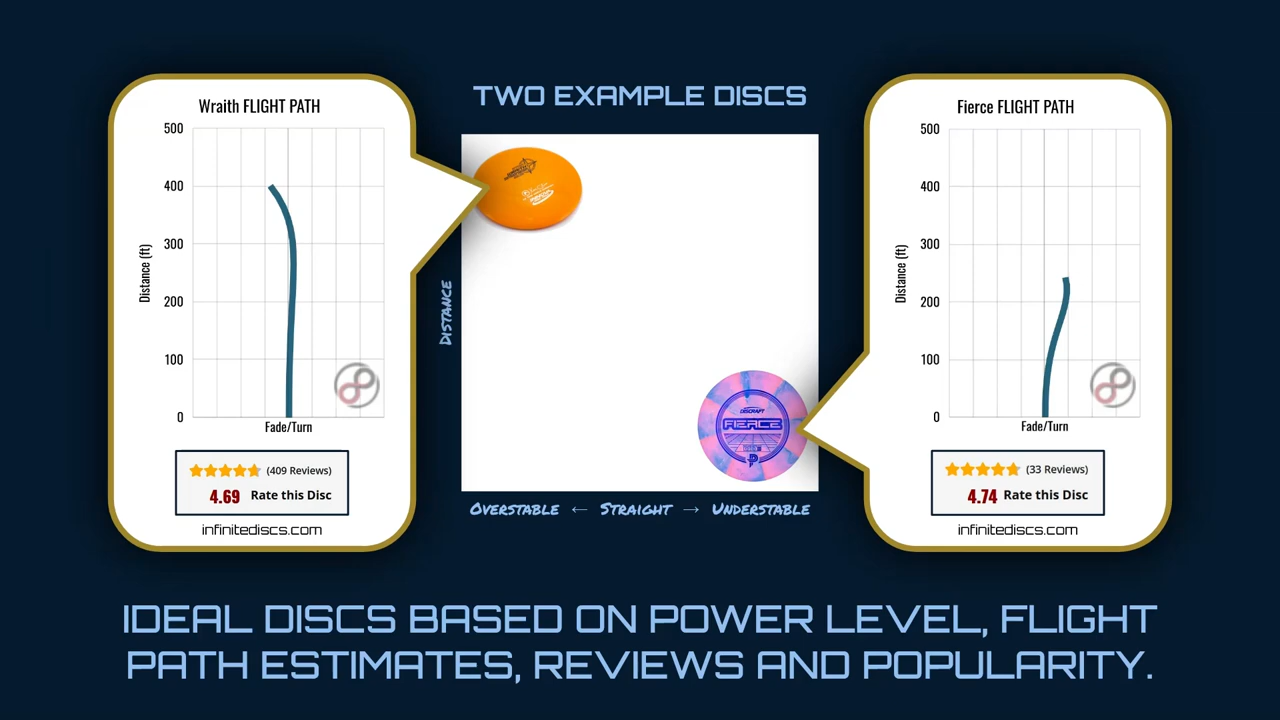 TWO EXAMPLE DISCS
Wraith FLIGHT PATH
500
400
300
200
100
0
Distance (ft)
Fade/Turn
(409 Reviews)
4.69 Rate this Disc
infinitediscs.com
DISTANCE
DISCRAFT
FIERCE
OVERSTABLE ← STRAIGHT → UNDERSTABLE
Fierce FLIGHT PATH
500
400
300
200
100
0
Distance (ft)
Fade/Turn
(33 Reviews)
4.74 Rate this Disc
infinitediscs.com
IDEAL DISCS BASED ON POWER LEVEL, FLIGHT
PATH ESTIMATES, REVIEWS AND POPULARITY.